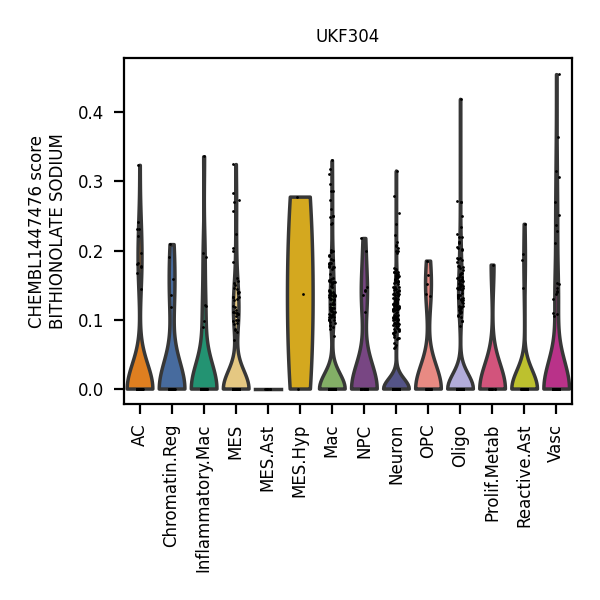 UKF304
CHEMBL1447476 score
BITHIONOLATE SODIUM
0.4
0.3
0.2
0.1
0.0
AC
Chromatin.Reg
Inflammatory.Mac
MES
MES.Ast
MES.Hyp
Mac
NPC
Neuron
OPC
Oligo
Prolif.Metab
Reactive.Ast
Vasc